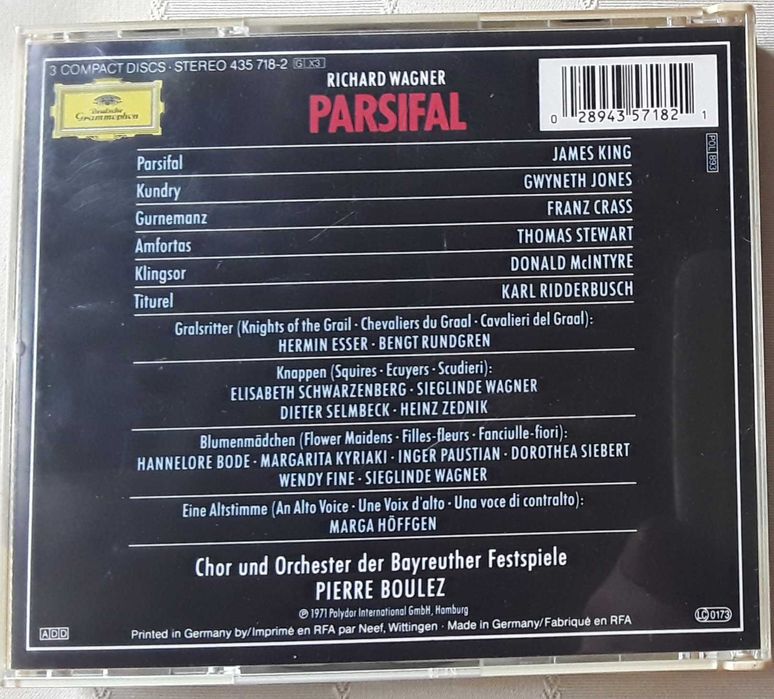 3 COMPACT DISCS · STEREO 435 718-2 G X3
Deutsche
Grammophon
RICHARD WAGNER
PARSIFAL
0 28943 57182 1
POL 893
Parsifal JAMES KING
Kundry GWYNETH JONES
Gurnemanz FRANZ CRASS
Amfortas THOMAS STEWART
Klingsor DONALD McINTYRE
Titurel KARL RIDDERBUSCH
Gralsritter (Knights of the Grail · Chevaliers du Graal · Cavalieri del Graal):
HERMIN ESSER · BENGT RUNDGREN
Knappen (Squires · Ecuyers · Scudieri):
ELISABETH SCHWARZENBERG · SIEGLINDE WAGNER
DIETER SELMBECK · HEINZ ZEDNIK
Blumenmädchen (Flower Maidens · Filles-fleurs · Fanciulle-fiori):
HANNELORE BODE · MARGARITA KYRIAKI · INGER PAUSTIAN · DOROTHEA SIEBERT
WENDY FINE · SIEGLINDE WAGNER
Eine Altstimme (An Alto Voice · Une Voix d'alto · Una voce di contralto):
MARGA HÖFFGEN
Chor und Orchester der Bayreuther Festspiele
PIERRE BOULEZ
℗ 1971 Polydor International GmbH, Hamburg
LC 0173
ADD
Printed in Germany by/Imprimé en RFA par Neef, Wittingen · Made in Germany/Fabriqué en RFA